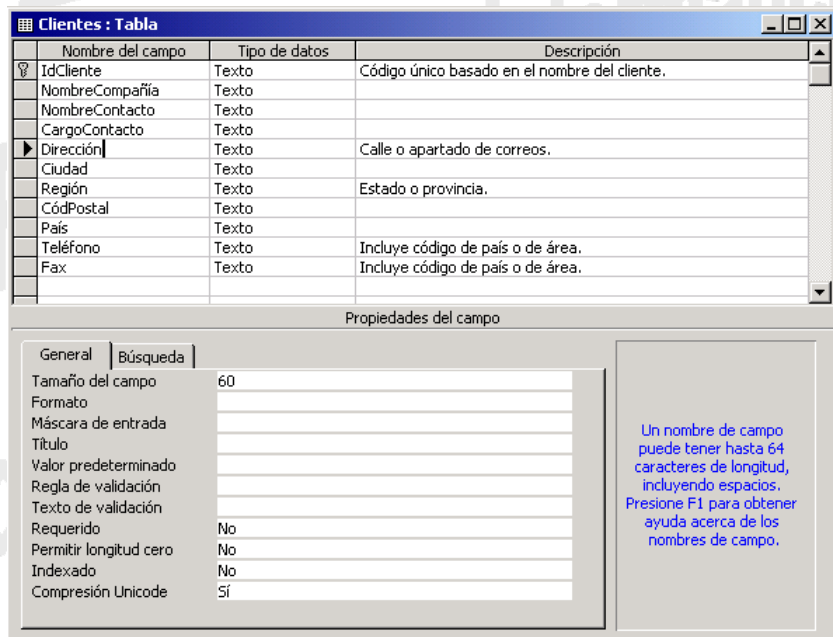 Clientes : Tabla
Nombre del campo Tipo de datos Descripción
IdCliente Texto Código único basado en el nombre del cliente.
NombreCompañía Texto
NombreContacto Texto
CargoContacto Texto
Dirección Texto Calle o apartado de correos.
Ciudad Texto
Región Texto Estado o provincia.
CódPostal Texto
País Texto
Teléfono Texto Incluye código de país o de área.
Fax Texto Incluye código de país o de área.
Propiedades del campo
General Búsqueda
Tamaño del campo 60
Formato
Máscara de entrada
Título
Valor predeterminado
Regla de validación
Texto de validación
Requerido No
Permitir longitud cero No
Indexado No
Compresión Unicode Sí
Un nombre de campo
puede tener hasta 64
caracteres de longitud,
incluyendo espacios.
Presione F1 para obtener
ayuda acerca de los
nombres de campo.